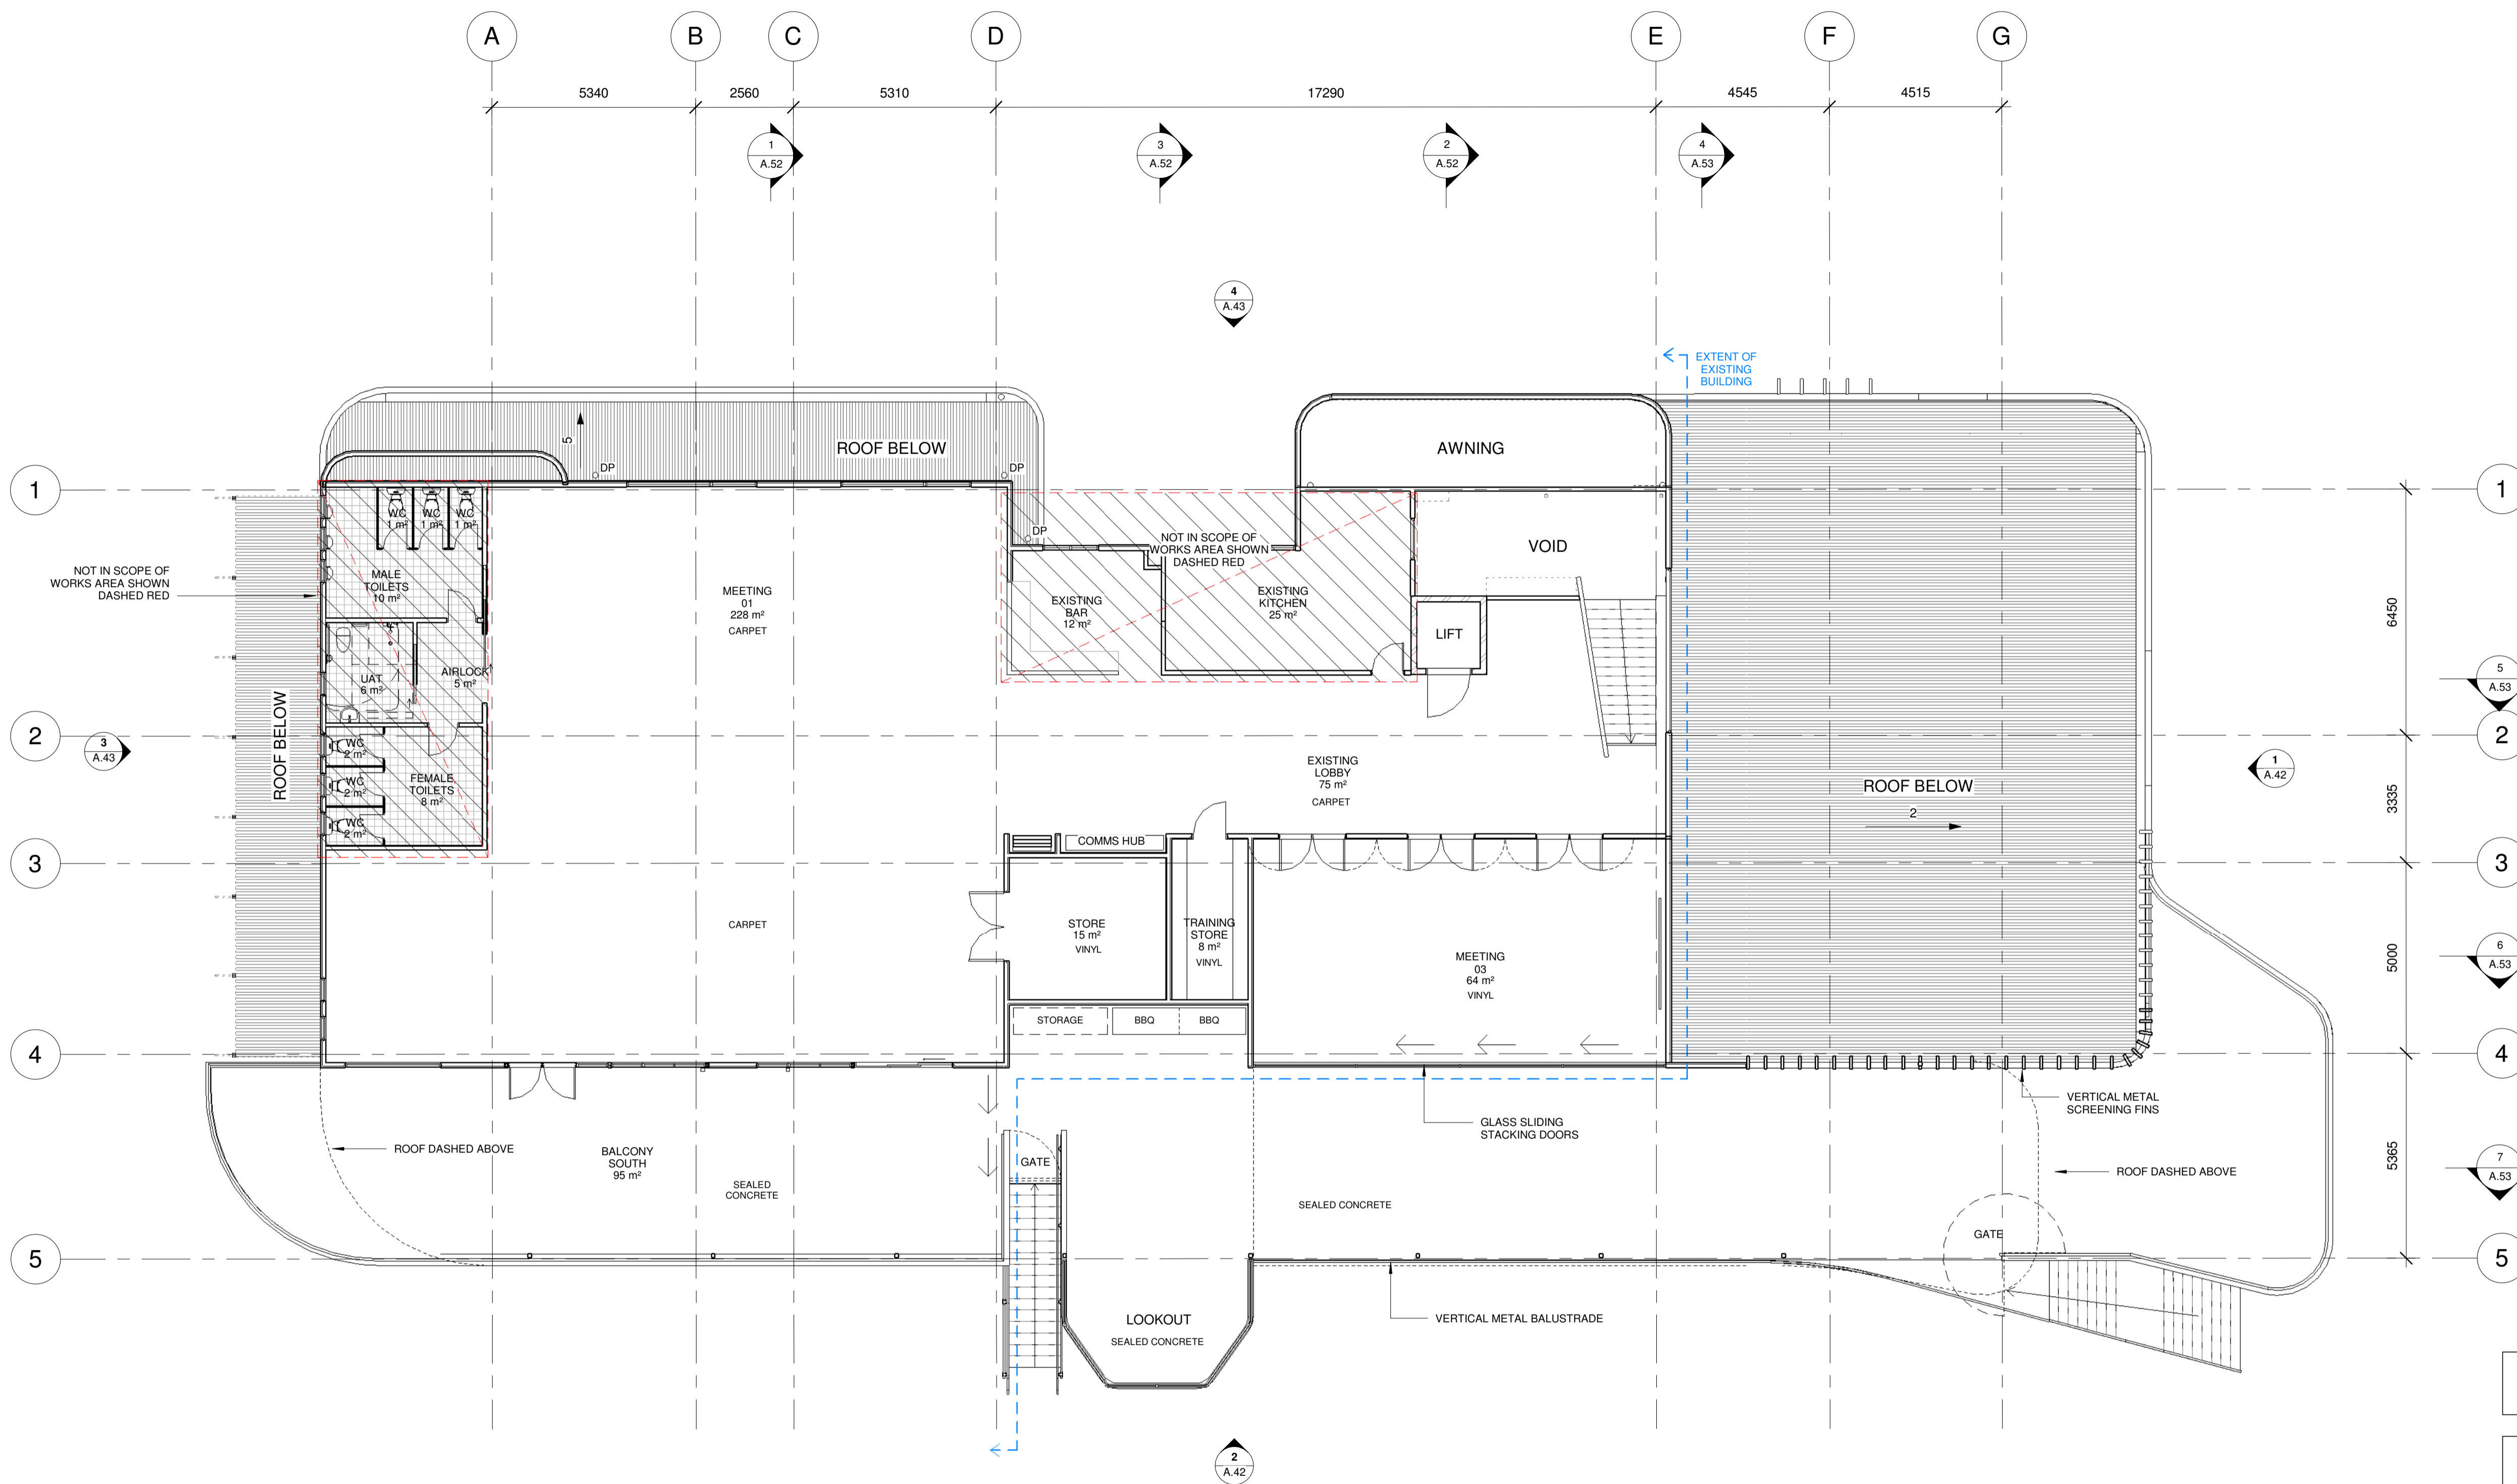 A
B
C
D
E
F
G
5340
2560
5310
17290
4545
4515
1
A.52
3
A.52
2
A.52
4
A.53
4
A.43
EXTENT OF
EXISTING
BUILDING
5
ROOF BELOW
AWNING
DP
DP
DP
1
1
WC
1 m²
WC
1 m²
WC
1 m²
NOT IN SCOPE OF
WORKS AREA SHOWN
DASHED RED
VOID
NOT IN SCOPE OF
WORKS AREA SHOWN
DASHED RED
MALE
TOILETS
10 m²
MEETING
01
228 m²
CARPET
EXISTING
BAR
12 m²
EXISTING
KITCHEN
25 m²
LIFT
6450
AIRLOCK
5 m²
UAT
6 m²
5
A.53
ROOF BELOW
2
2
3
A.43
WC
2 m²
WC
2 m²
WC
2 m²
FEMALE
TOILETS
8 m²
EXISTING
LOBBY
75 m²
CARPET
ROOF BELOW
2
1
A.42
3335
COMMS HUB
3
3
CARPET
STORE
15 m²
VINYL
TRAINING
STORE
8 m²
VINYL
MEETING
03
64 m²
VINYL
5000
6
A.53
STORAGE
BBQ
BBQ
4
4
VERTICAL METAL
SCREENING FINS
GLASS SLIDING
STACKING DOORS
ROOF DASHED ABOVE
BALCONY
SOUTH
95 m²
GATE
SEALED
CONCRETE
SEALED CONCRETE
ROOF DASHED ABOVE
5365
7
A.53
GATE
5
5
LOOKOUT
SEALED CONCRETE
VERTICAL METAL BALUSTRADE
2
A.42